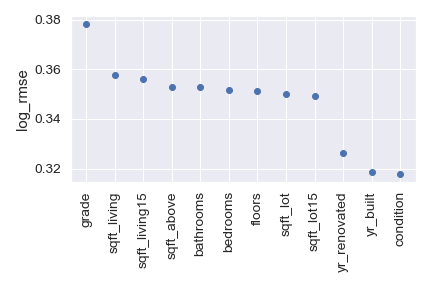 0.38
0.36
0.34
0.32
log_rmse
grade
sqft_living
sqft_living15
sqft_above
bathrooms
bedrooms
floors
sqft_lot
sqft_lot15
yr_renovated
yr_built
condition